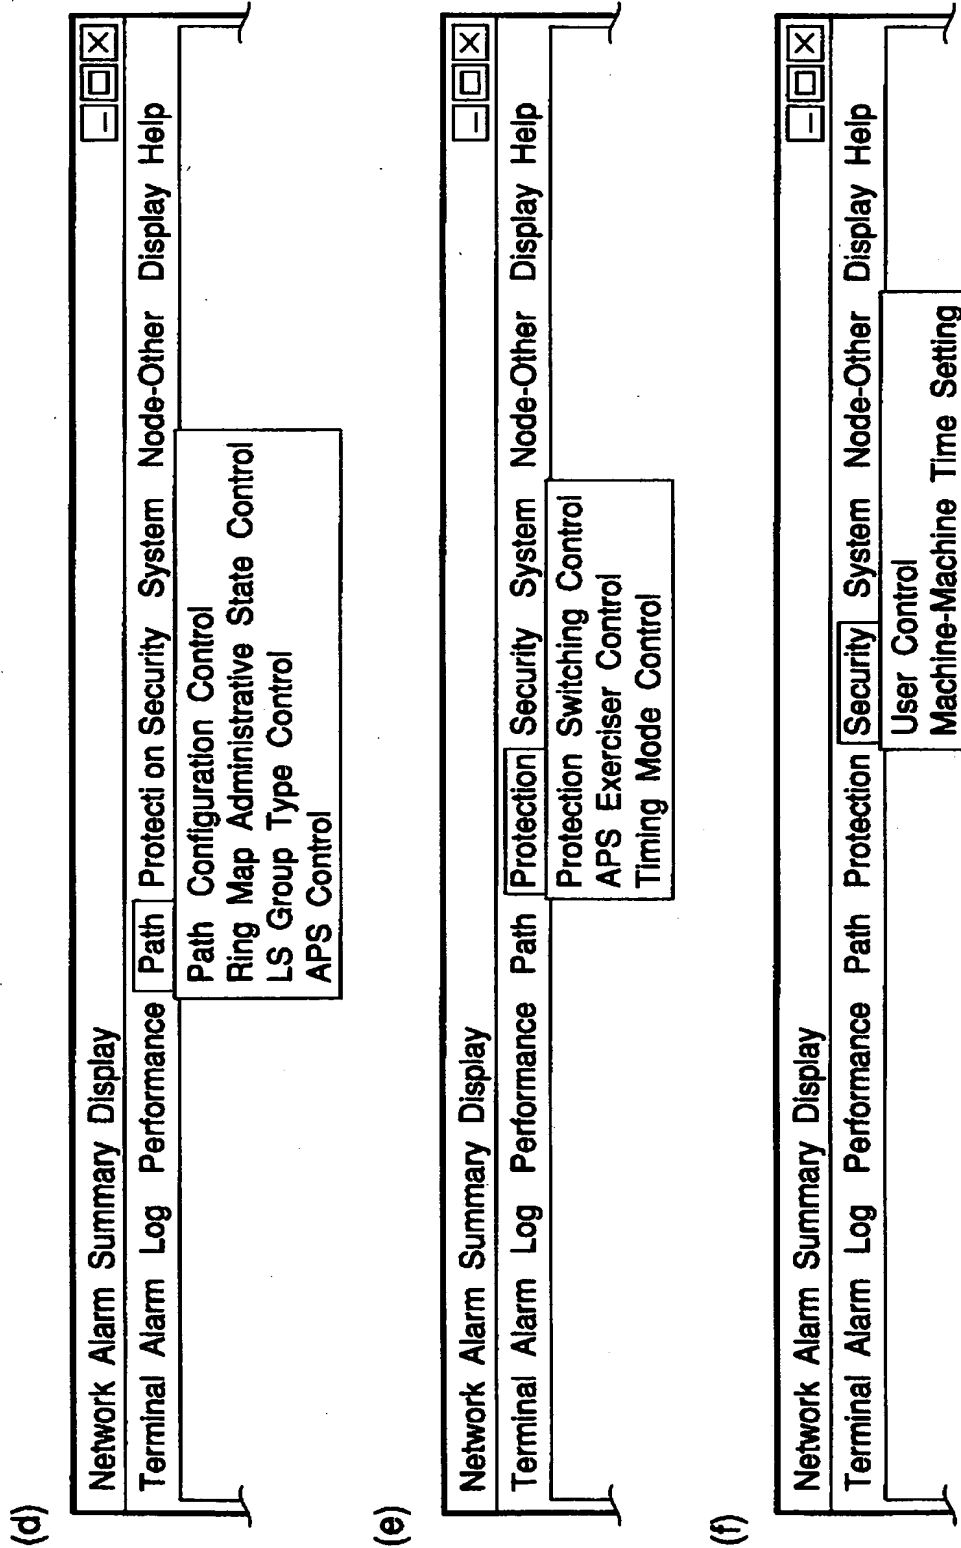 (d)
Network Alarm Summary Display
Terminal Alarm Log Performance Path Protecti on Security System Node-Other Display Help
Path Configuration Control
Ring Map Administrative State Control
LS Group Type Control
APS Control
(e)
Network Alarm Summary Display
Terminal Alarm Log Performance Path Protection Security System Node-Other Display Help
Protection Switching Control
APS Exerciser Control
Timing Mode Control
(f)
Network Alarm Summary Display
Terminal Alarm Log Performance Path Protection Security System Node-Other Display Help
User Control
Machine-Machine Time Setting